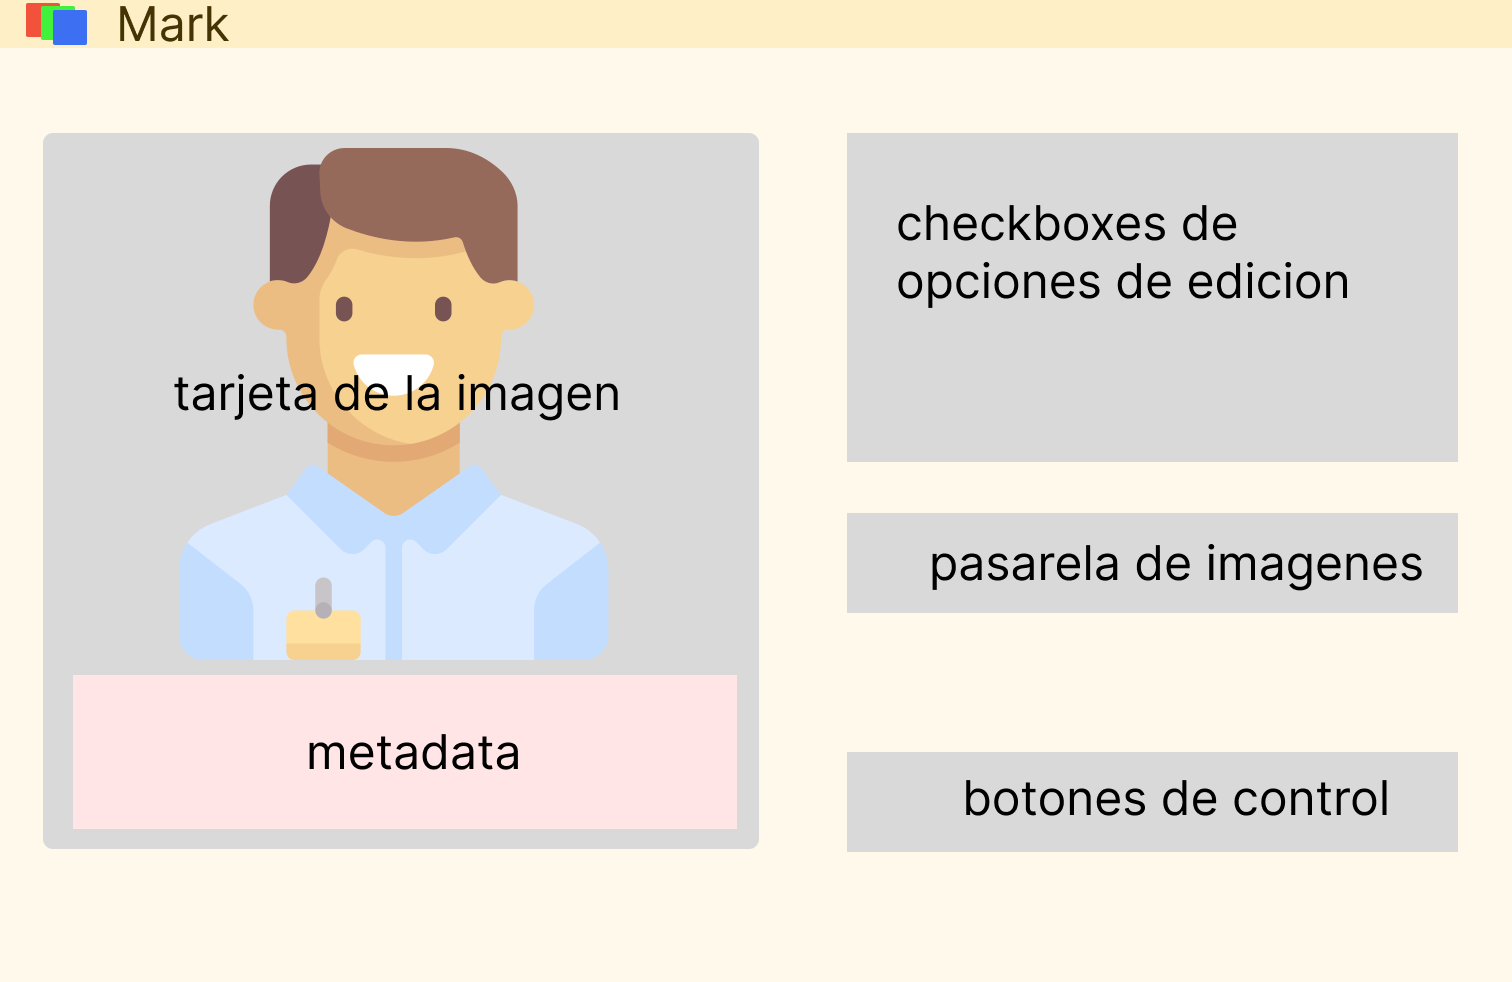 Mark
tarjeta de la imagen
metadata
checkboxes de
opciones de edicion
pasarela de imagenes
botones de control